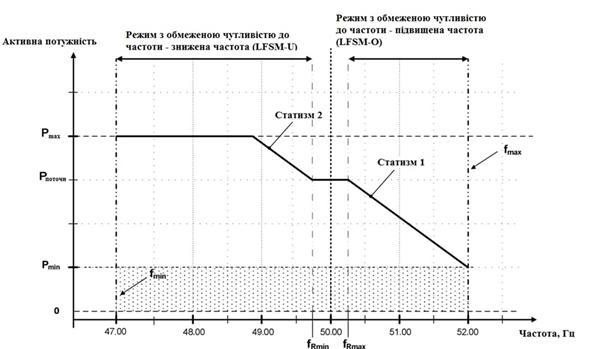 Режим з обмеженою чутливістю до
частоти - знижена частота (LFSM-U)
Режим з обмеженою чутливістю
до частоти - підвищена частота
(LFSM-O)
Активна потужність
Статизм 2
Pmax
fmax
Статизм 1
Pпоточн
Pmin
fmin
0
47.00 48.00 49.00 50.00 51.00 52.00
Частота, Гц
fRmin fRmax